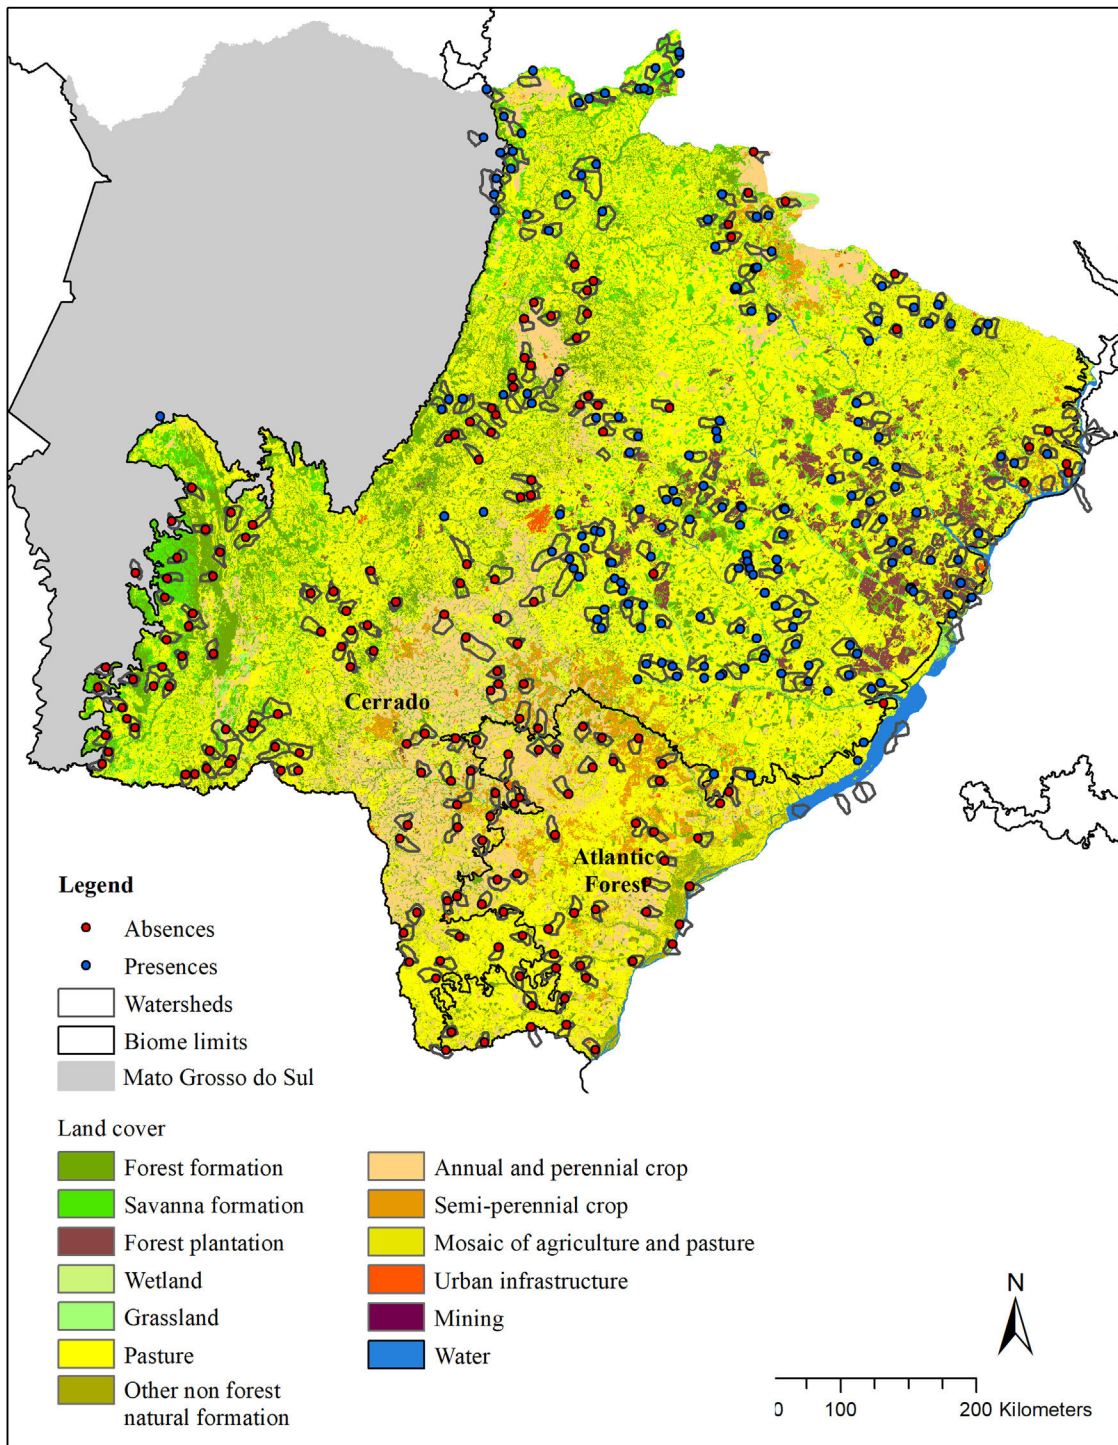 Cerrado
Atlantic
Forest
Legend
Absences
Presences
Watersheds
Biome limits
Mato Grosso do Sul
Land cover
Forest formation
Savanna formation
Forest plantation
Wetland
Grassland
Pasture
Other non forest
natural formation
Annual and perennial crop
Semi-perennial crop
Mosaic of agriculture and pasture
Urban infrastructure
Mining
Water
N
0 100 200 Kilometers